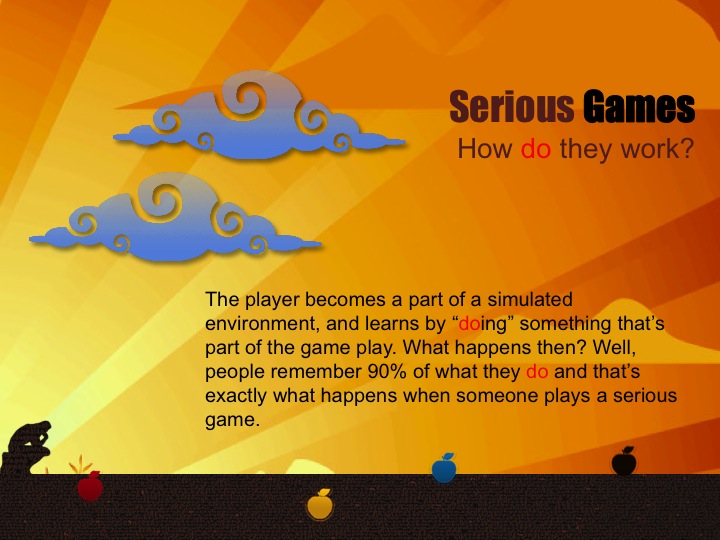 Serious Games
How do they work?
The player becomes a part of a simulated
environment, and learns by “doing” something that’s
part of the game play. What happens then? Well,
people remember 90% of what they do and that’s
exactly what happens when someone plays a serious
game.